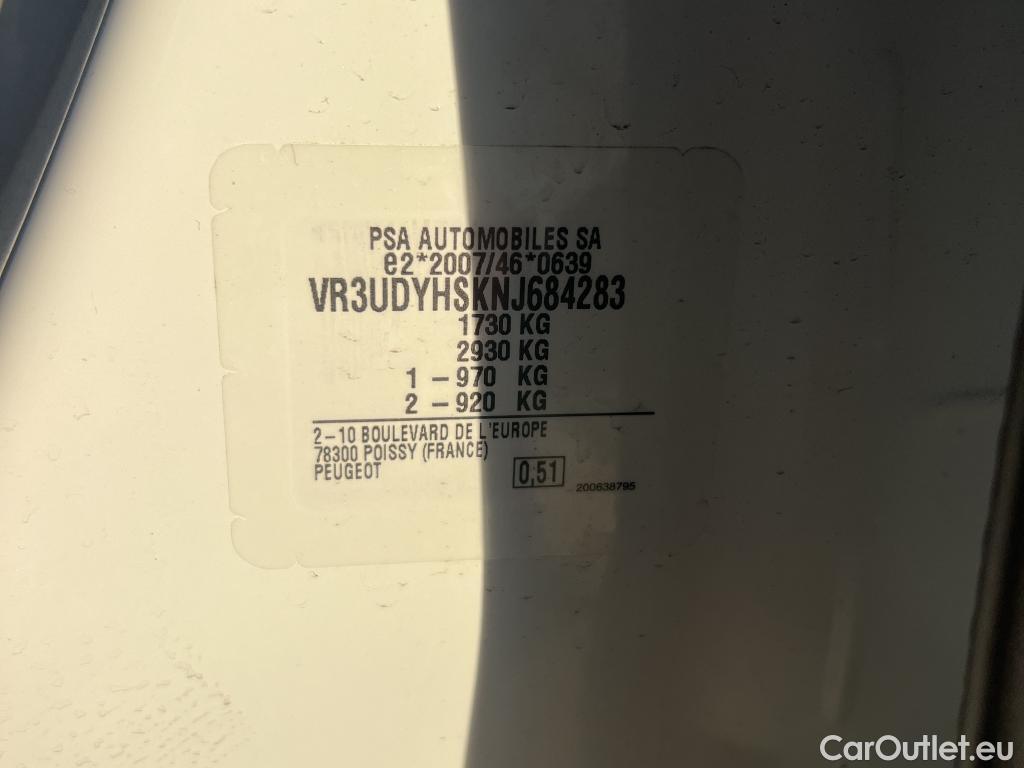 PSA AUTOMOBILES SA
e2*2007/46*0639
VR3UDYHSKNJ684283
1730 KG
2930 KG
1 – 970 KG
2 – 920 KG
2–10 BOULEVARD DE L'EUROPE
78300 POISSY (FRANCE)
PEUGEOT
0,51
200638795
CarOutlet.eu